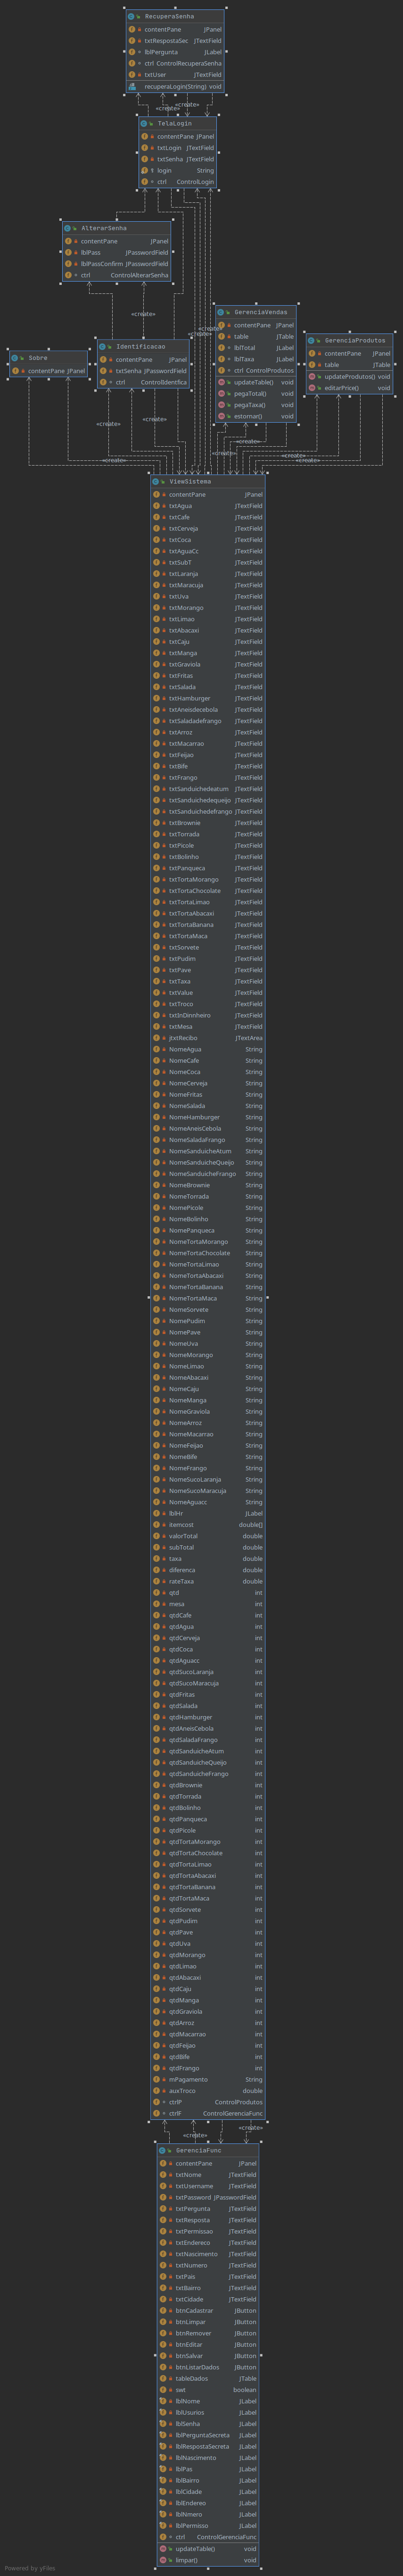 RecuperaSenha
contentPane JPanel
txtRespostaSec JTextField
lblPergunta JLabel
ctrl ControlRecuperaSenha
txtUser JTextField
recuperaLogin(String) void
«create»
«create»
TelaLogin
contentPane JPanel
txtLogin JTextField
txtSenha JTextField
login String
ctrl ControlLogin
AlterarSenha
contentPane JPanel
lblPass JPasswordField
lblPassConfirm JPasswordField
ctrl ControlAlterarSenha
«create»
«create»
«create»
GerenciaVendas
contentPane JPanel
table JTable
lblTotal JLabel
lblTaxa JLabel
ctrl ControlProdutos
updateTable() void
pegaTotal() void
pegaTaxa() void
estornar() void
GerenciaProdutos
contentPane JPanel
table JTable
updateProdutos() void
editarPrice() void
Identificacao
contentPane JPanel
txtSenha JPasswordField
ctrl ControlIdentfica
Sobre
contentPane JPanel
«create»
«create»
«create»
«create»
«create»
«create»
ViewSistema
contentPane JPanel
txtAgua JTextField
txtCafe JTextField
txtCerveja JTextField
txtCoca JTextField
txtAguaCc JTextField
txtSubT JTextField
txtLaranja JTextField
txtMaracuja JTextField
txtUva JTextField
txtMorango JTextField
txtLimao JTextField
txtAbacaxi JTextField
txtCaju JTextField
txtManga JTextField
txtGraviola JTextField
txtFritas JTextField
txtSalada JTextField
txtHamburger JTextField
txtAneisdecebola JTextField
txtSaladadefrango JTextField
txtArroz JTextField
txtMacarrao JTextField
txtFeijao JTextField
txtBife JTextField
txtFrango JTextField
txtSanduichedeatum JTextField
txtSanduichedequeijo JTextField
txtSanduichedefrango JTextField
txtBrownie JTextField
txtTorrada JTextField
txtPicole JTextField
txtBolinho JTextField
txtPanqueca JTextField
txtTortaMorango JTextField
txtTortaChocolate JTextField
txtTortaLimao JTextField
txtTortaAbacaxi JTextField
txtTortaBanana JTextField
txtTortaMaca JTextField
txtSorvete JTextField
txtPudim JTextField
txtPave JTextField
txtTaxa JTextField
txtValue JTextField
txtTroco JTextField
txtInDinnheiro JTextField
txtMesa JTextField
jtxtRecibo JTextArea
NomeAgua String
NomeCafe String
NomeCoca String
NomeCerveja String
NomeFritas String
NomeSalada String
NomeHamburger String
NomeAneisCebola String
NomeSaladaFrango String
NomeSanduicheAtum String
NomeSanduicheQueijo String
NomeSanduicheFrango String
NomeBrownie String
NomeTorrada String
NomePicole String
NomeBolinho String
NomePanqueca String
NomeTortaMorango String
NomeTortaChocolate String
NomeTortaLimao String
NomeTortaAbacaxi String
NomeTortaBanana String
NomeTortaMaca String
NomeSorvete String
NomePudim String
NomePave String
NomeUva String
NomeMorango String
NomeLimao String
NomeAbacaxi String
NomeCaju String
NomeManga String
NomeGraviola String
NomeArroz String
NomeMacarrao String
NomeFeijao String
NomeBife String
NomeFrango String
NomeSucoLaranja String
NomeSucoMaracuja String
NomeAguacc String
lblHr JLabel
itemcost double[]
valorTotal double
subTotal double
taxa double
diferenca double
rateTaxa double
qtd int
mesa int
qtdCafe int
qtdAgua int
qtdCerveja int
qtdCoca int
qtdAguacc int
qtdSucoLaranja int
qtdSucoMaracuja int
qtdFritas int
qtdSalada int
qtdHamburger int
qtdAneisCebola int
qtdSaladaFrango int
qtdSanduicheAtum int
qtdSanduicheQueijo int
qtdSanduicheFrango int
qtdBrownie int
qtdTorrada int
qtdBolinho int
qtdPanqueca int
qtdPicole int
qtdTortaMorango int
qtdTortaChocolate int
qtdTortaLimao int
qtdTortaAbacaxi int
qtdTortaBanana int
qtdTortaMaca int
qtdSorvete int
qtdPudim int
qtdPave int
qtdUva int
qtdMorango int
qtdLimao int
qtdAbacaxi int
qtdCaju int
qtdManga int
qtdGraviola int
qtdArroz int
qtdMacarrao int
qtdFeijao int
qtdBife int
qtdFrango int
mPagamento String
auxTroco double
ctrlP ControlProdutos
ctrlF ControlGerenciaFunc
«create»
«create»
GerenciaFunc
contentPane JPanel
txtNome JTextField
txtUsername JTextField
txtPassword JPasswordField
txtPergunta JTextField
txtResposta JTextField
txtPermissao JTextField
txtEndereco JTextField
txtNascimento JTextField
txtNumero JTextField
txtPais JTextField
txtBairro JTextField
txtCidade JTextField
btnCadastrar JButton
btnLimpar JButton
btnRemover JButton
btnEditar JButton
btnSalvar JButton
btnListarDados JButton
tableDados JTable
swt boolean
lblNome JLabel
lblUsurios JLabel
lblSenha JLabel
lblPerguntaSecreta JLabel
lblRespostaSecreta JLabel
lblNascimento JLabel
lblPas JLabel
lblBairro JLabel
lblCidade JLabel
lblEndereo JLabel
lblNmero JLabel
lblPermisso JLabel
ctrl ControlGerenciaFunc
updateTable() void
limpar() void
Powered by yFiles